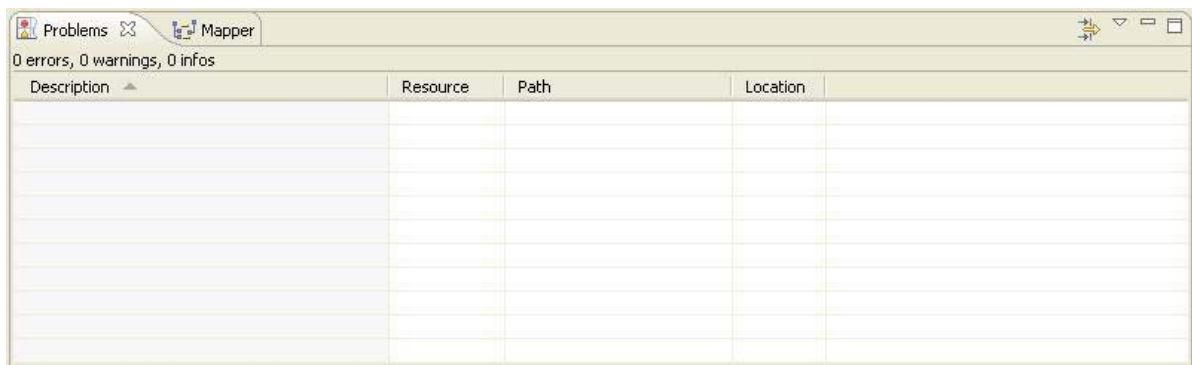 Problems Mapper
0 errors, 0 warnings, 0 infos
Description Resource Path Location